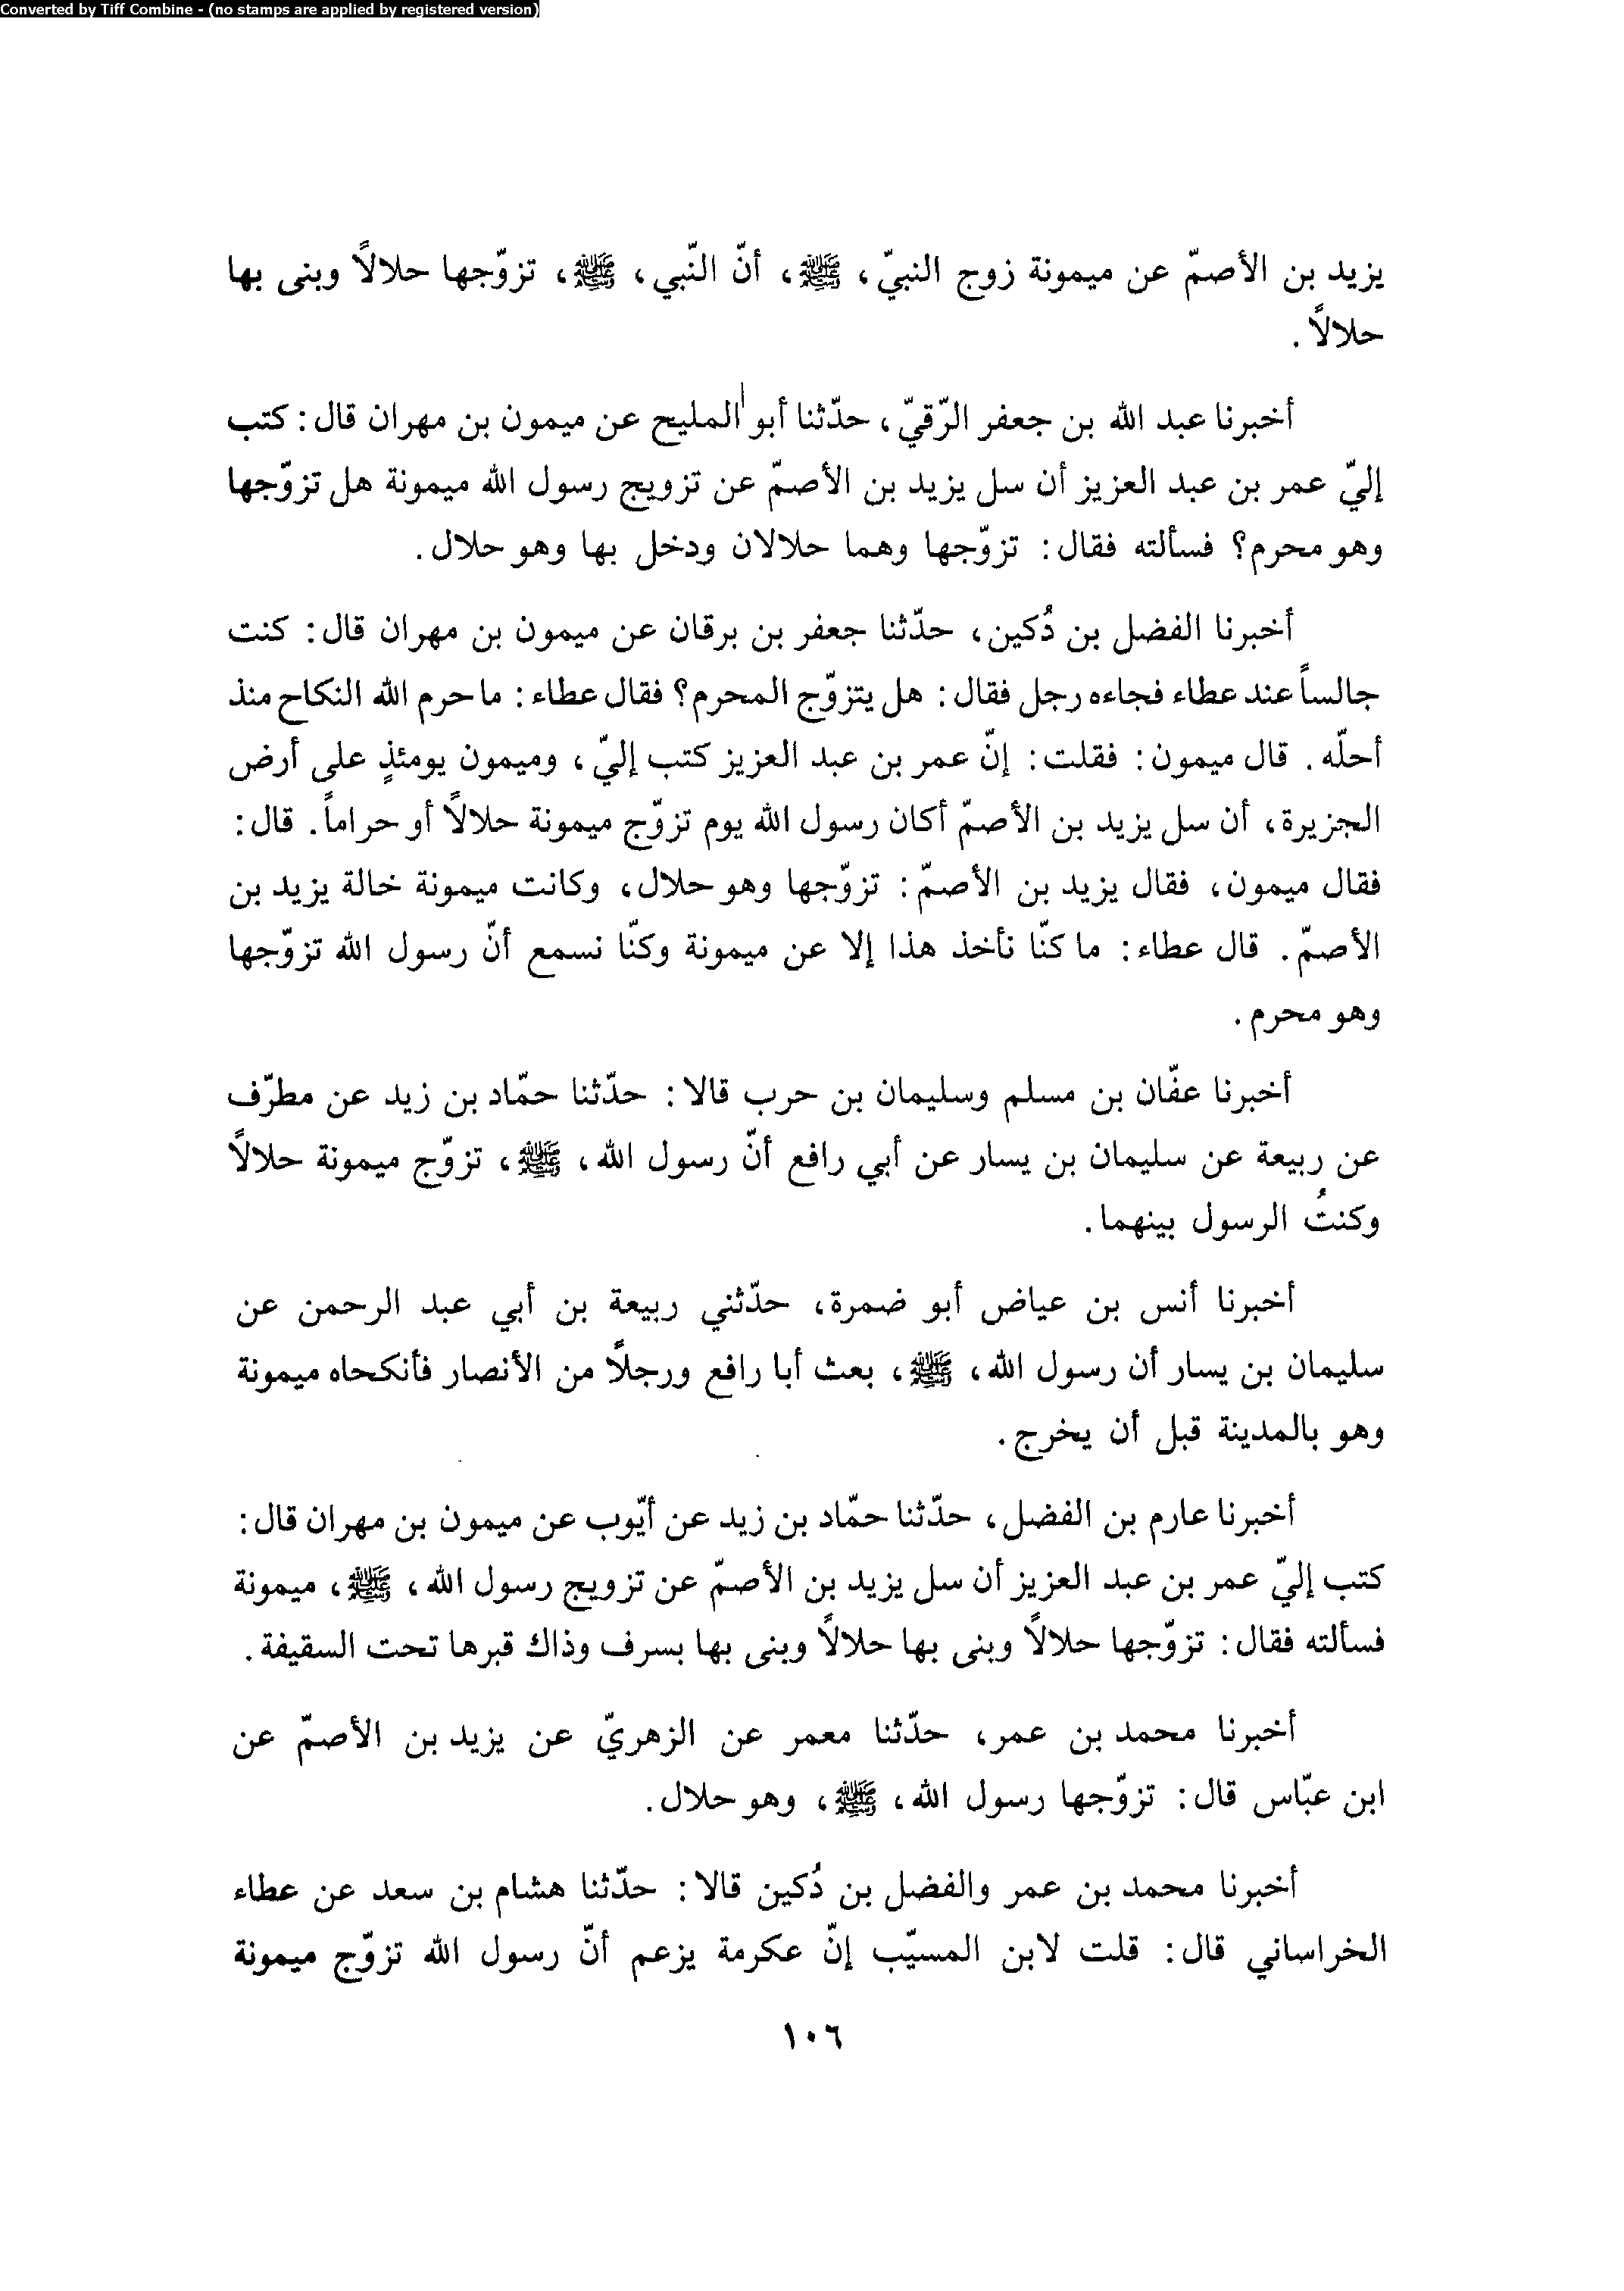 Converted by Tiff Combine - (no stamps are applied by registered version)
يزيد بن الأصمّ عن ميمونة زوج النبيّ، ﷺ، أنّ النّبي، ﷺ، تزوّجها حلالاً وبنى بها
حلالاً.
أخبرنا عبد الله بن جعفر الرّقيّ، حدّثنا أبو المليح عن ميمون بن مهران قال: كتب
إليّ عمر بن عبد العزيز أن سل يزيد بن الأصمّ عن تزويج رسول الله ميمونة هل تزوّجها
وهو محرم؟ فسألته فقال: تزوّجها وهما حلالان ودخل بها وهو حلال.
أخبرنا الفضل بن دُكين، حدّثنا جعفر بن برقان عن ميمون بن مهران قال: كنت
جالساً عند عطاء فجاءه رجل فقال: هل يتزوّج المحرم؟ فقال عطاء: ما حرم الله النكاح منذ
أحلّه. قال ميمون: فقلت: إنّ عمر بن عبد العزيز كتب إليّ، وميمون يومئذٍ على أرض
الجزيرة، أن سل يزيد بن الأصمّ أكان رسول الله يوم تزوّج ميمونة حلالاً أو حراماً. قال:
فقال ميمون، فقال يزيد بن الأصمّ: تزوّجها وهو حلال، وكانت ميمونة خالة يزيد بن
الأصمّ. قال عطاء: ما كنّا نأخذ هذا إلا عن ميمونة وكنّا نسمع أنّ رسول الله تزوّجها
وهو محرم.
أخبرنا عفّان بن مسلم وسليمان بن حرب قالا: حدّثنا حمّاد بن زيد عن مطرّف
عن ربيعة عن سليمان بن يسار عن أبي رافع أنّ رسول الله، ﷺ، تزوّج ميمونة حلالاً
وكنتُ الرسول بينهما.
أخبرنا أنس بن عياض أبو ضمرة، حدّثني ربيعة بن أبي عبد الرحمن عن
سليمان بن يسار أن رسول الله، ﷺ، بعث أبا رافع ورجلاً من الأنصار فأنكحاه ميمونة
وهو بالمدينة قبل أن يخرج.
أخبرنا عارم بن الفضل، حدّثنا حمّاد بن زيد عن أيّوب عن ميمون بن مهران قال:
كتب إليّ عمر بن عبد العزيز أن سل يزيد بن الأصمّ عن تزويج رسول الله، ﷺ، ميمونة
فسألته فقال: تزوّجها حلالاً وبنى بها حلالاً وبنى بها بسرف وذاك قبرها تحت السقيفة.
أخبرنا محمد بن عمر، حدّثنا معمر عن الزهريّ عن يزيد بن الأصمّ عن
ابن عبّاس قال: تزوّجها رسول الله، ﷺ، وهو حلال.
أخبرنا محمد بن عمر والفضل بن دُكين قالا: حدّثنا هشام بن سعد عن عطاء
الخراساني قال: قلت لابن المسيّب إنّ عكرمة يزعم أنّ رسول الله تزوّج ميمونة
١٠٦